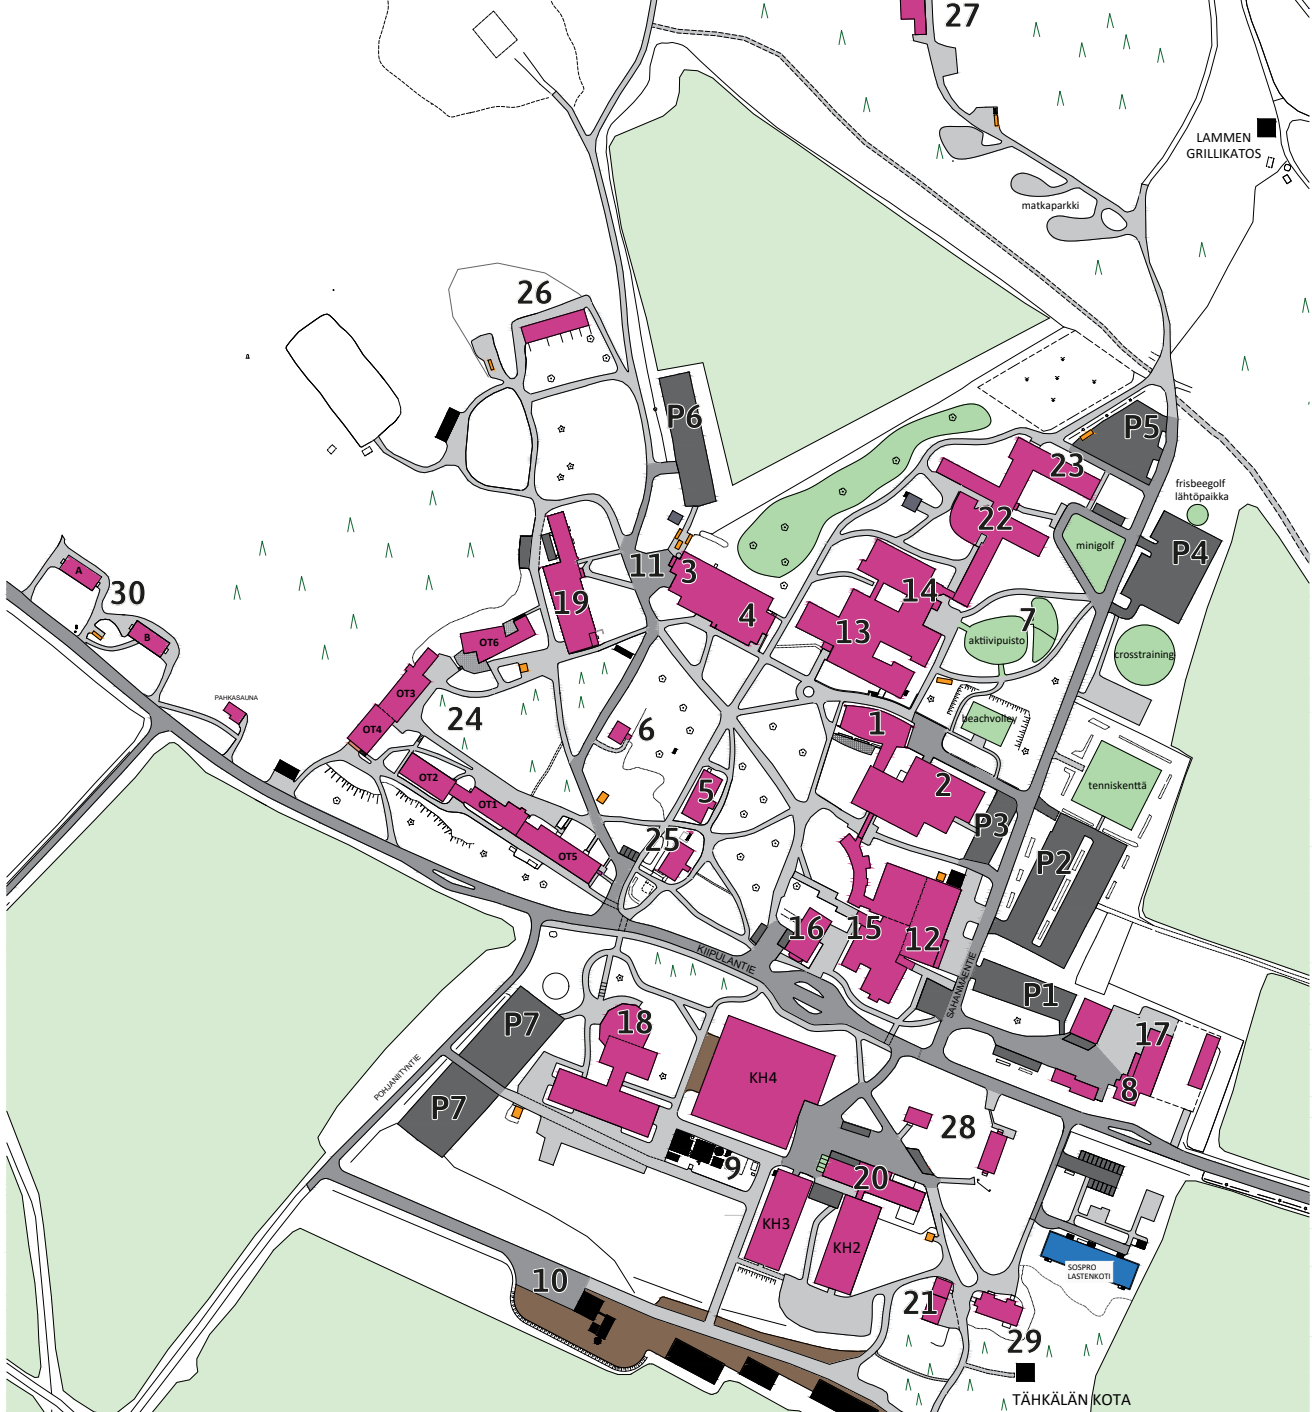 27
LAMMEN
GRILLIKATOS
matkaparkki
26
P6
P5
23
frisbeegolf
lähtöpaikka
22
minigolf
P4
11
3
A
30
14
19
4
7
B
13
OT6
aktiivipuisto
crosstraining
OT3
PAHKASAUNA
24
OT4
6
1
beachvolley
OT2
2
tenniskenttä
5
OT1
P3
25
OT5
P2
16
15
12
KIIPULANTIE
SAHANMÄENTIE
P1
P7
18
17
POHJANIITYNTIE
KH4
8
P7
28
9
20
KH3
KH2
SOSPRO
LASTENKOTI
10
21
29
TÄHKÄLÄN KOTA